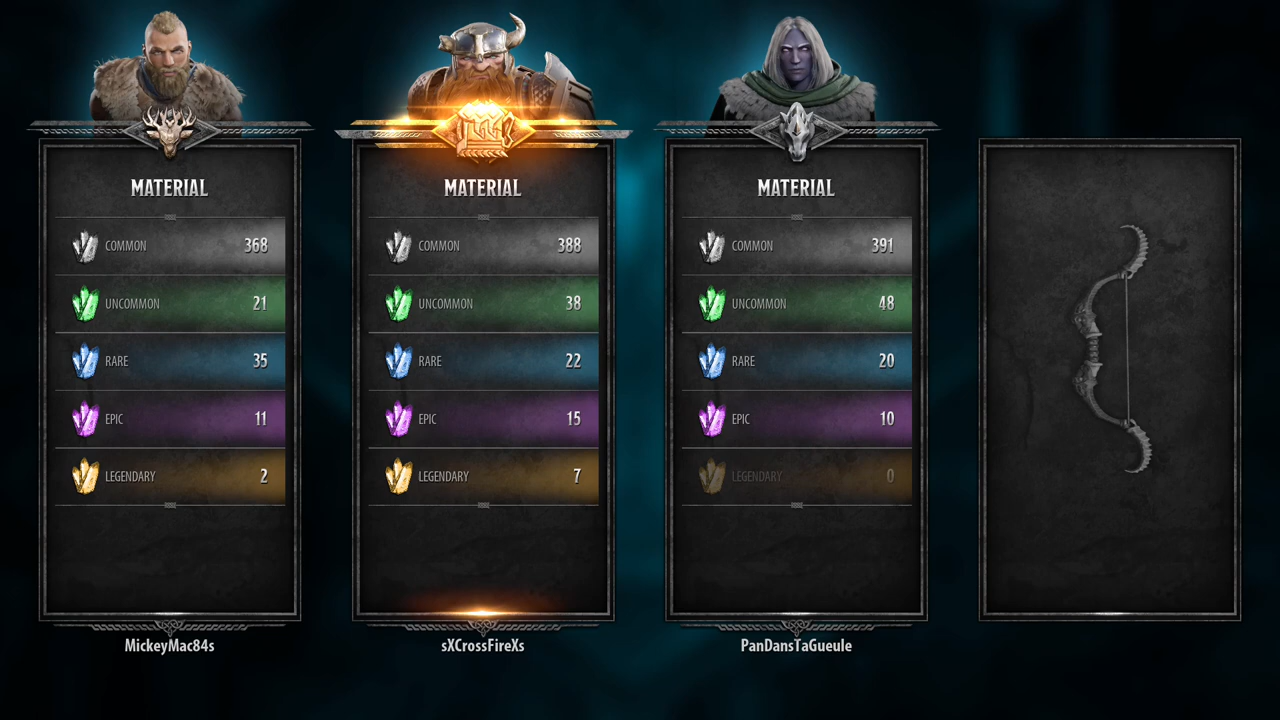 MATERIAL
COMMON 368
UNCOMMON 21
RARE 35
EPIC 11
LEGENDARY 2
MickeyMac84s
MATERIAL
COMMON 388
UNCOMMON 38
RARE 22
EPIC 15
LEGENDARY 7
sXCrossFireXs
MATERIAL
COMMON 391
UNCOMMON 48
RARE 20
EPIC 10
LEGENDARY 0
PanDansTaGueule